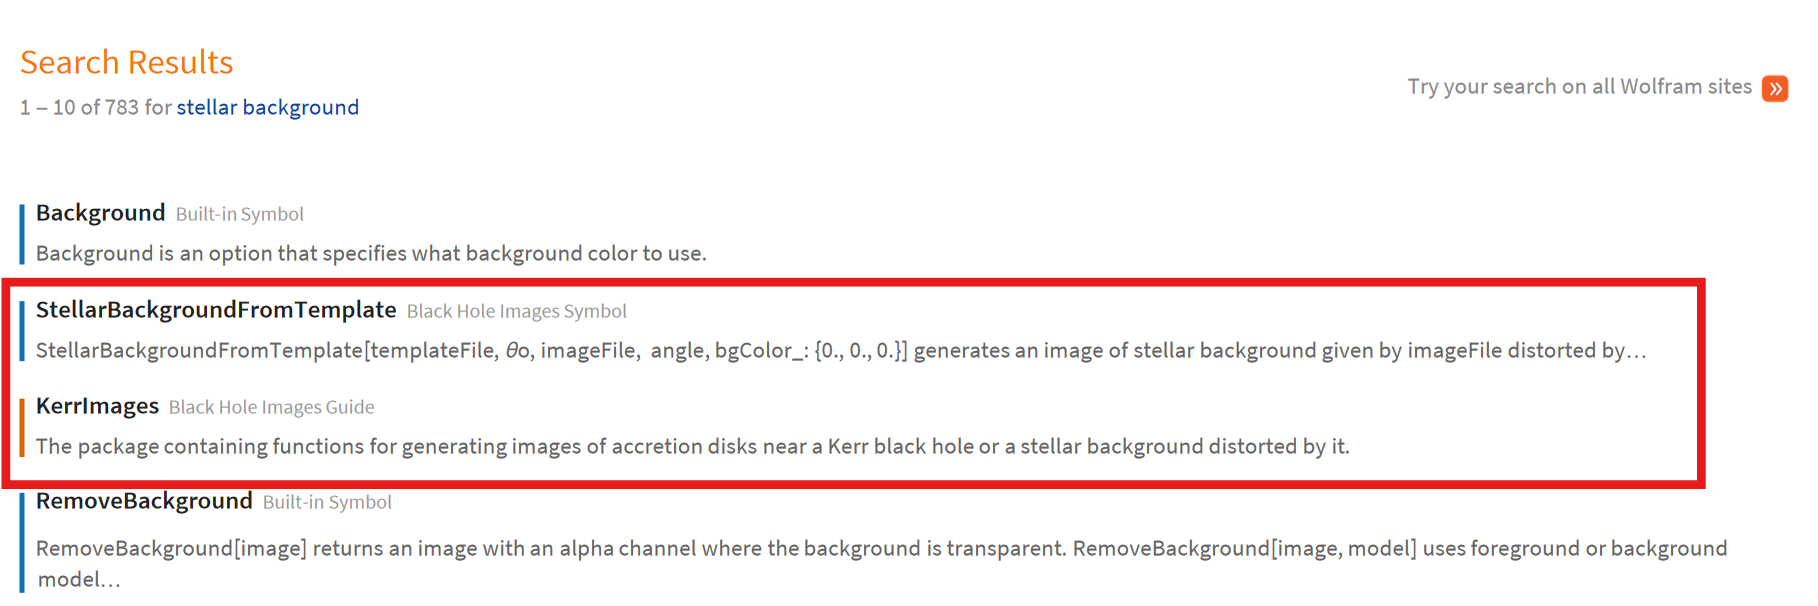 Search Results
Try your search on all Wolfram sites »
1 – 10 of 783 for stellar background
Background Built-in Symbol
Background is an option that specifies what background color to use.
StellarBackgroundFromTemplate Black Hole Images Symbol
StellarBackgroundFromTemplate[templateFile, θo, imageFile,  angle, bgColor_: {0., 0., 0.}] generates an image of stellar background given by imageFile distorted by…
KerrImages Black Hole Images Guide
The package containing functions for generating images of accretion disks near a Kerr black hole or a stellar background distorted by it.
RemoveBackground Built-in Symbol
RemoveBackground[image] returns an image with an alpha channel where the background is transparent. RemoveBackground[image, model] uses foreground or background
model…